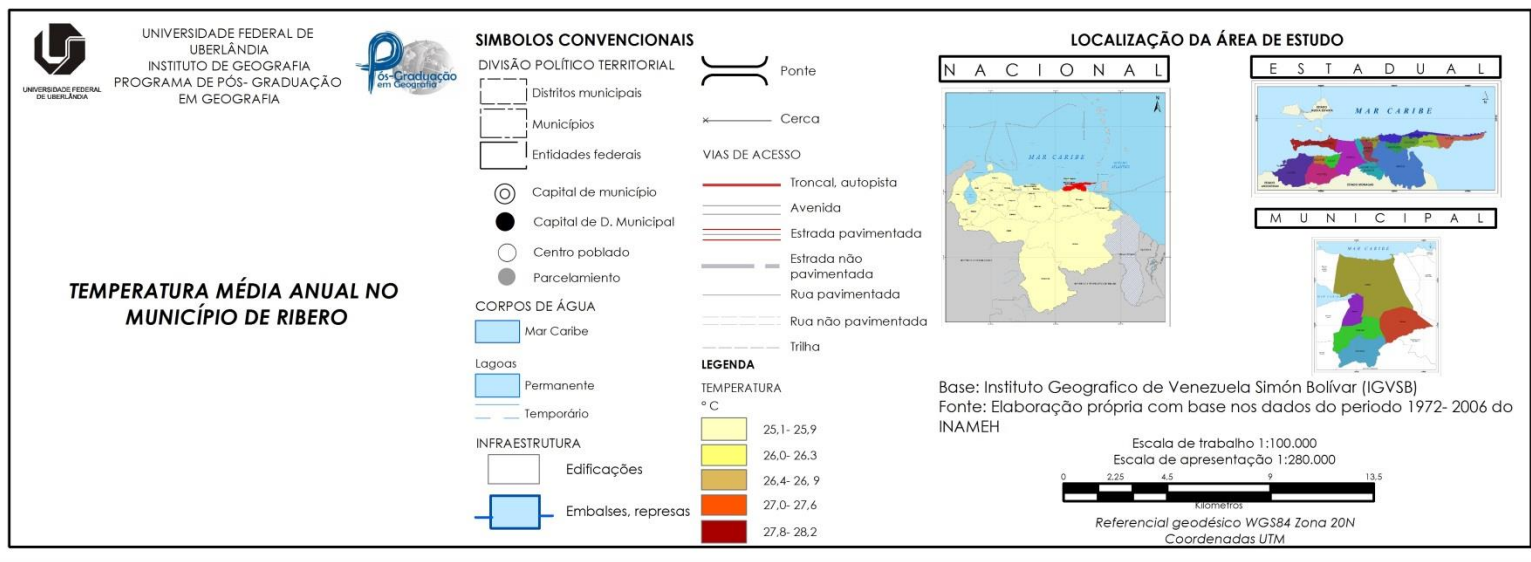 UNIVERSIDADE FEDERAL
DE UBERLÂNDIA
UNIVERSIDADE FEDERAL DE
UBERLÂNDIA
INSTITUTO DE GEOGRAFIA
PROGRAMA DE PÓS- GRADUAÇÃO
EM GEOGRAFIA
Pós-Graduação
em Geografia
TEMPERATURA MÉDIA ANUAL NO
MUNICÍPIO DE RIBERO
SIMBOLOS CONVENCIONAIS
DIVISÃO POLÍTICO TERRITORIAL
Distritos municipais
Municípios
Entidades federais
Capital de município
Capital de D. Municipal
Centro poblado
Parcelamiento
CORPOS DE ÁGUA
Mar Caribe
Lagoas
Permanente
Temporário
INFRAESTRUTURA
Edificações
Embalses, represas
Ponte
Cerca
VIAS DE ACESSO
Troncal, autopista
Avenida
Estrada pavimentada
Estrada não
pavimentada
Rua pavimentada
Rua não pavimentada
Trilha
LEGENDA
TEMPERATURA
° C
25,1- 25,9
26,0- 26,3
26,4- 26, 9
27,0- 27,6
27,8- 28,2
LOCALIZAÇÃO DA ÁREA DE ESTUDO
N A C I O N A L
N
MAR CARIBE
E S T A D U A L
MAR CARIBE
M U N I C I P A L
MAR CARIBE
Base: Instituto Geografico de Venezuela Simón Bolívar (IGVSB)
Fonte: Elaboração própria com base nos dados do periodo 1972- 2006 do
INAMEH
Escala de trabalho 1:100.000
Escala de apresentação 1:280.000
0 2,25 4,5 9 13,5
Kilometros
Referencial geodésico WGS84 Zona 20N
Coordenadas UTM